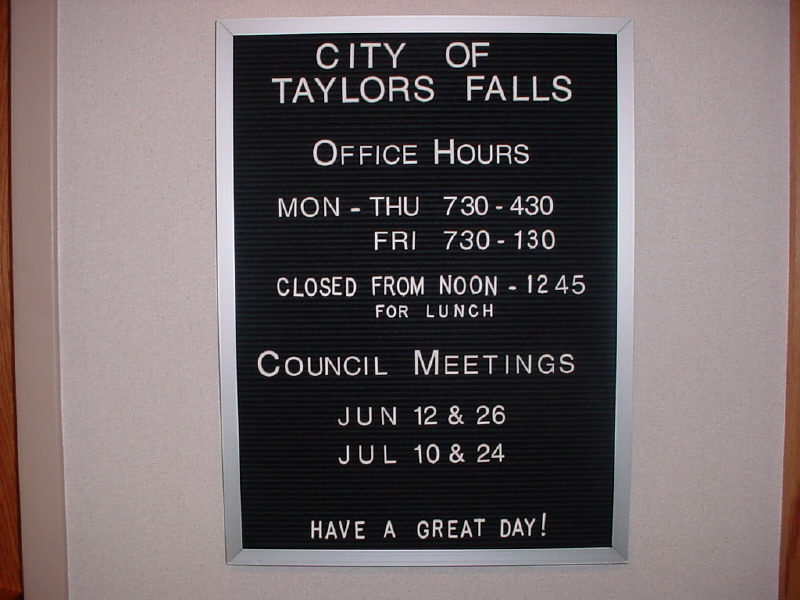 CITY OF
TAYLORS FALLS
OFFICE HOURS
MON - THU 730 - 430
FRI 730 - 130
CLOSED FROM NOON - 1245
FOR LUNCH
COUNCIL MEETINGS
JUN 12 & 26
JUL 10 & 24
HAVE A GREAT DAY!